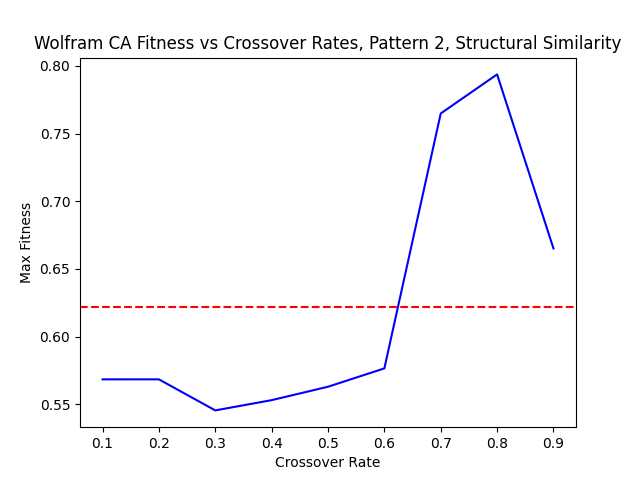 Wolfram CA Fitness vs Crossover Rates, Pattern 2, Structural Similarity
0.80
0.75
0.70
0.65
0.60
0.55
Max Fitness
0.1 0.2 0.3 0.4 0.5 0.6 0.7 0.8 0.9
Crossover Rate